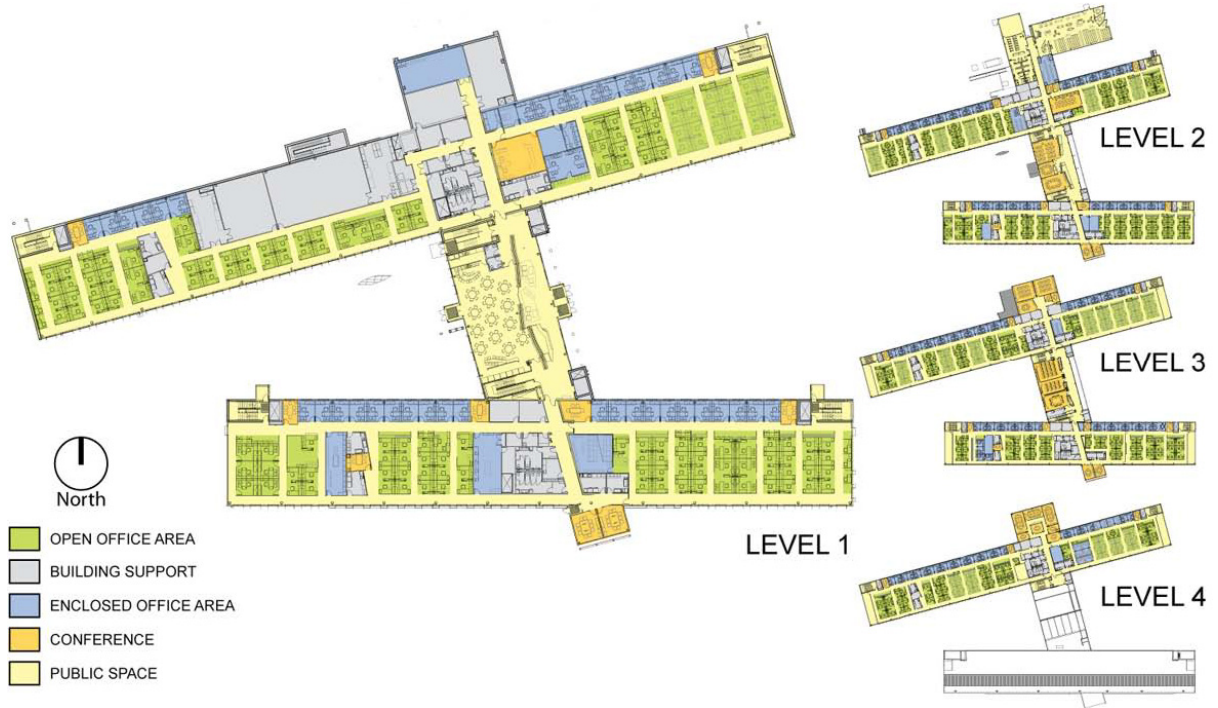 LEVEL 1
LEVEL 2
LEVEL 3
LEVEL 4
North
OPEN OFFICE AREA
BUILDING SUPPORT
ENCLOSED OFFICE AREA
CONFERENCE
PUBLIC SPACE